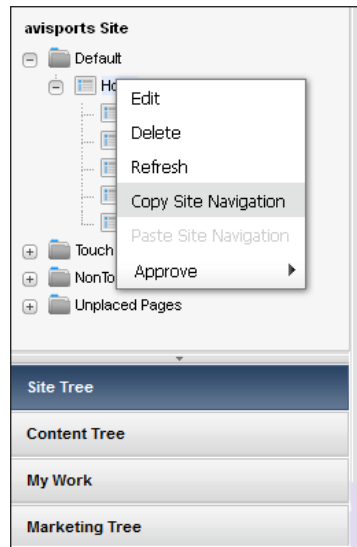 avisports Site
Default
Ho
Edit
Delete
Refresh
Copy Site Navigation
Paste Site Navigation
Touch
Approve
NonTo
Unplaced Pages
Site Tree
Content Tree
My Work
Marketing Tree